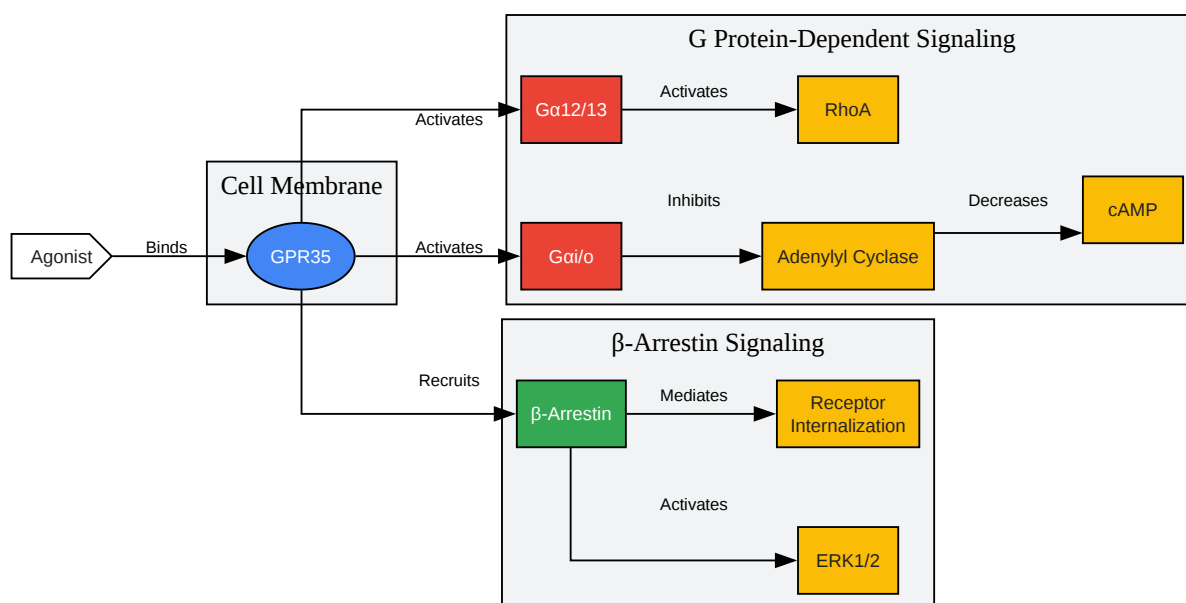 G Protein-Dependent Signaling
Gα12/13
Activates
RhoA
Activates
Cell Membrane
Inhibits
Decreases
cAMP
Agonist
Binds
GPR35
Activates
Gαi/o
Adenylyl Cyclase
β-Arrestin Signaling
Recruits
β-Arrestin
Mediates
Receptor
Internalization
Activates
ERK1/2